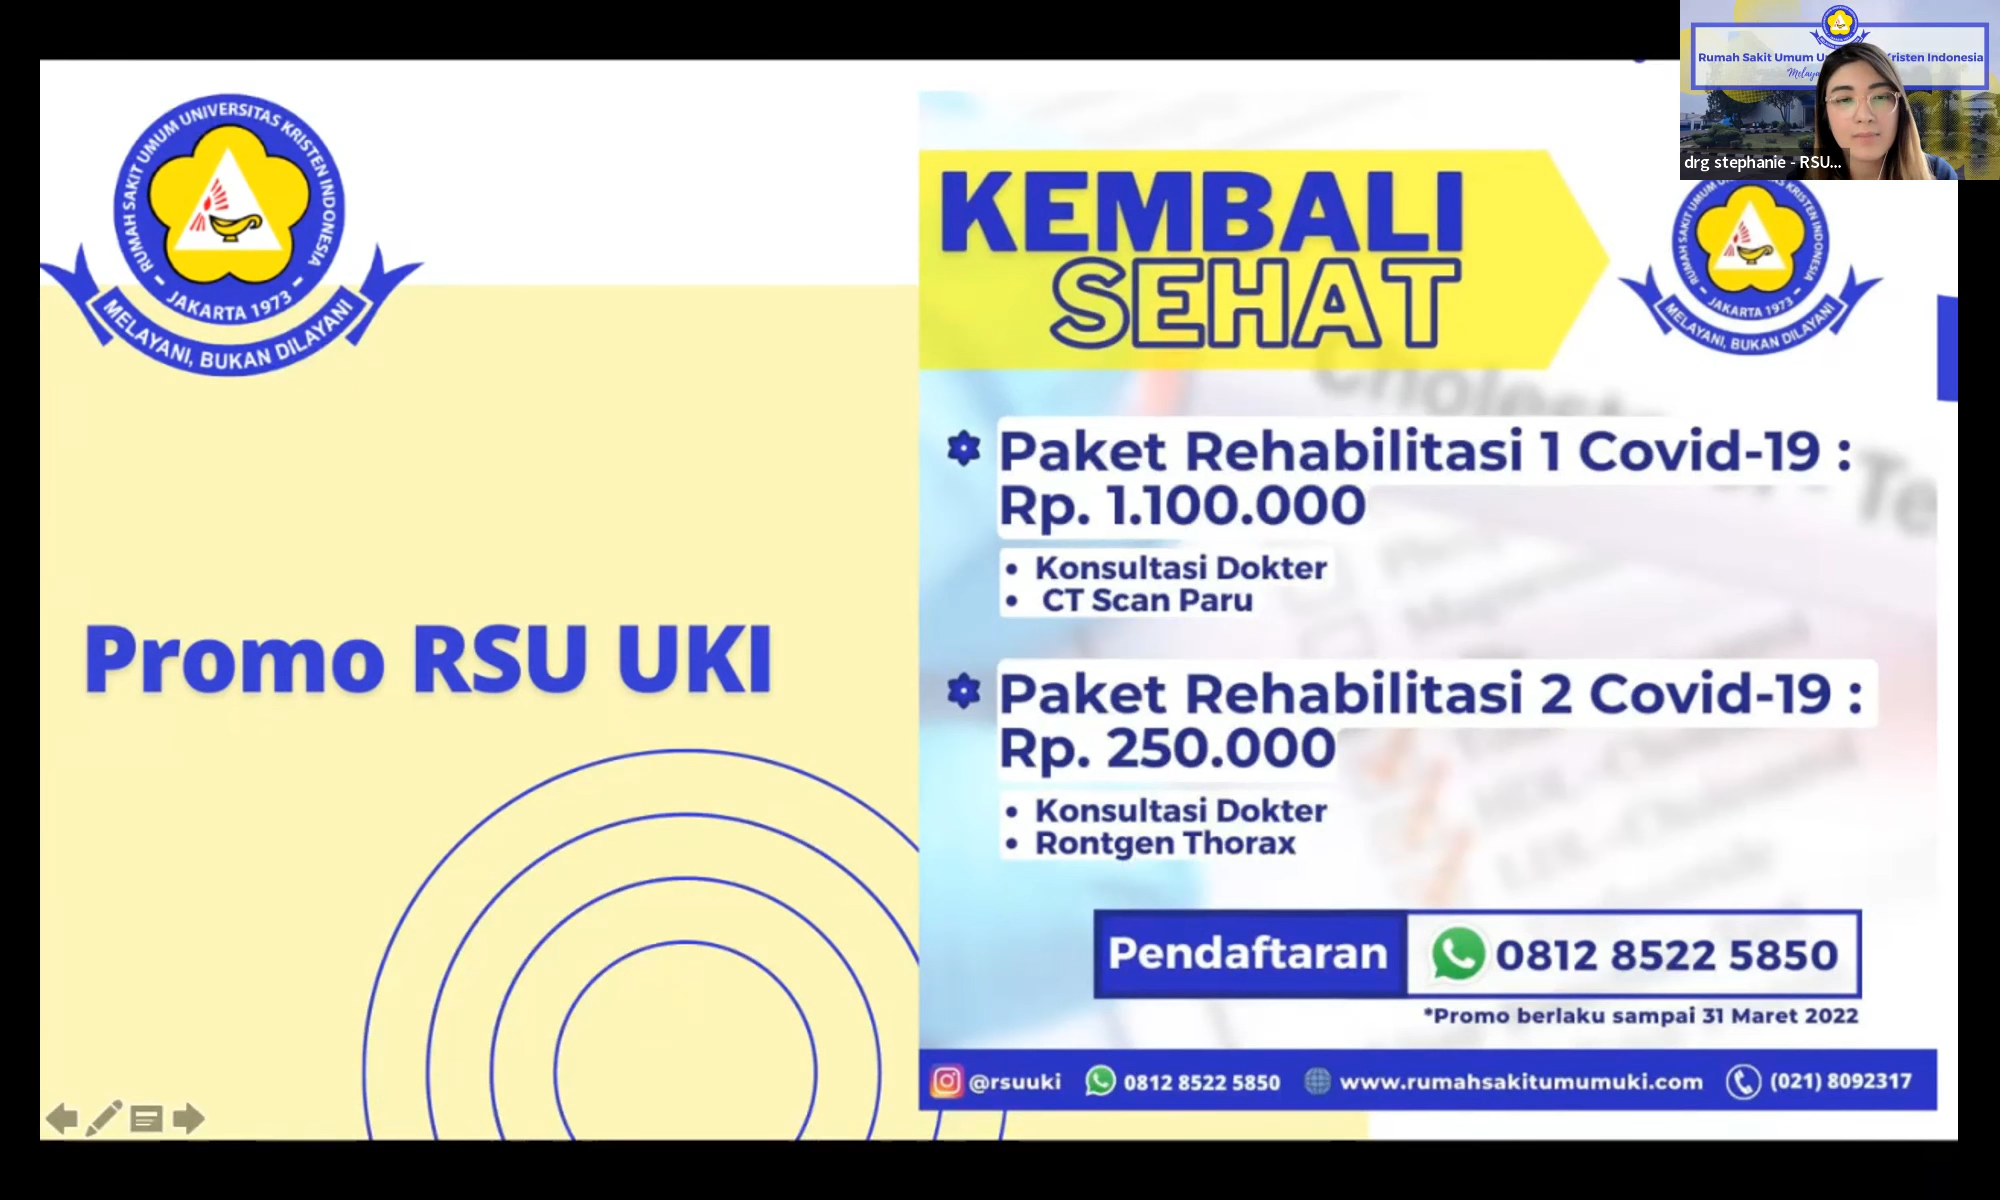 RUMAH SAKIT UMUM UNIVERSITAS KRISTEN INDONESIA
- JAKARTA 1973 -
MELAYANI, BUKAN DILAYANI
Promo RSU UKI
KEMBALI
SEHAT
RUMAH SAKIT KRISTEN INDONESIA
- JAKARTA 1973 -
MELAYANI, BUKAN DILAYANI
Cholest
Te
Paket Rehabilitasi 1 Covid-19 :
Rp. 1.100.000
• Konsultasi Dokter
• CT Scan Paru
Paket Rehabilitasi 2 Covid-19 :
Rp. 250.000
• Konsultasi Dokter
• Rontgen Thorax
Pendaftaran 0812 8522 5850
*Promo berlaku sampai 31 Maret 2022
@rsuuki 0812 8522 5850 www.rumahsakitumumuki.com (021) 8092317
Rumah Sakit Umum U risten Indonesia
Melaya
drg stephanie - RSU...